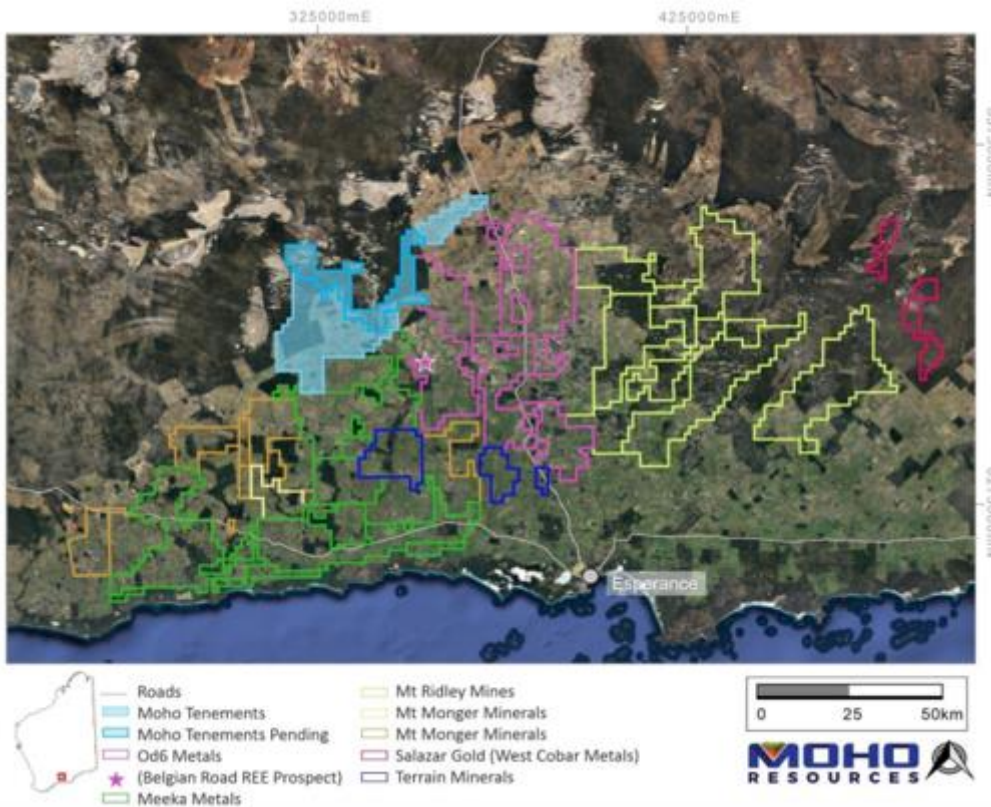 325000mE 425000mE
Esperance
Roads
Moho Tenements
Moho Tenements Pending
Od6 Metals
(Belgian Road REE Prospect)
Meeka Metals
Mt Ridley Mines
Mt Monger Minerals
Mt Monger Minerals
Salazar Gold (West Cobar Metals)
Terrain Minerals
0 25 50km
MOHO
RESOURCES